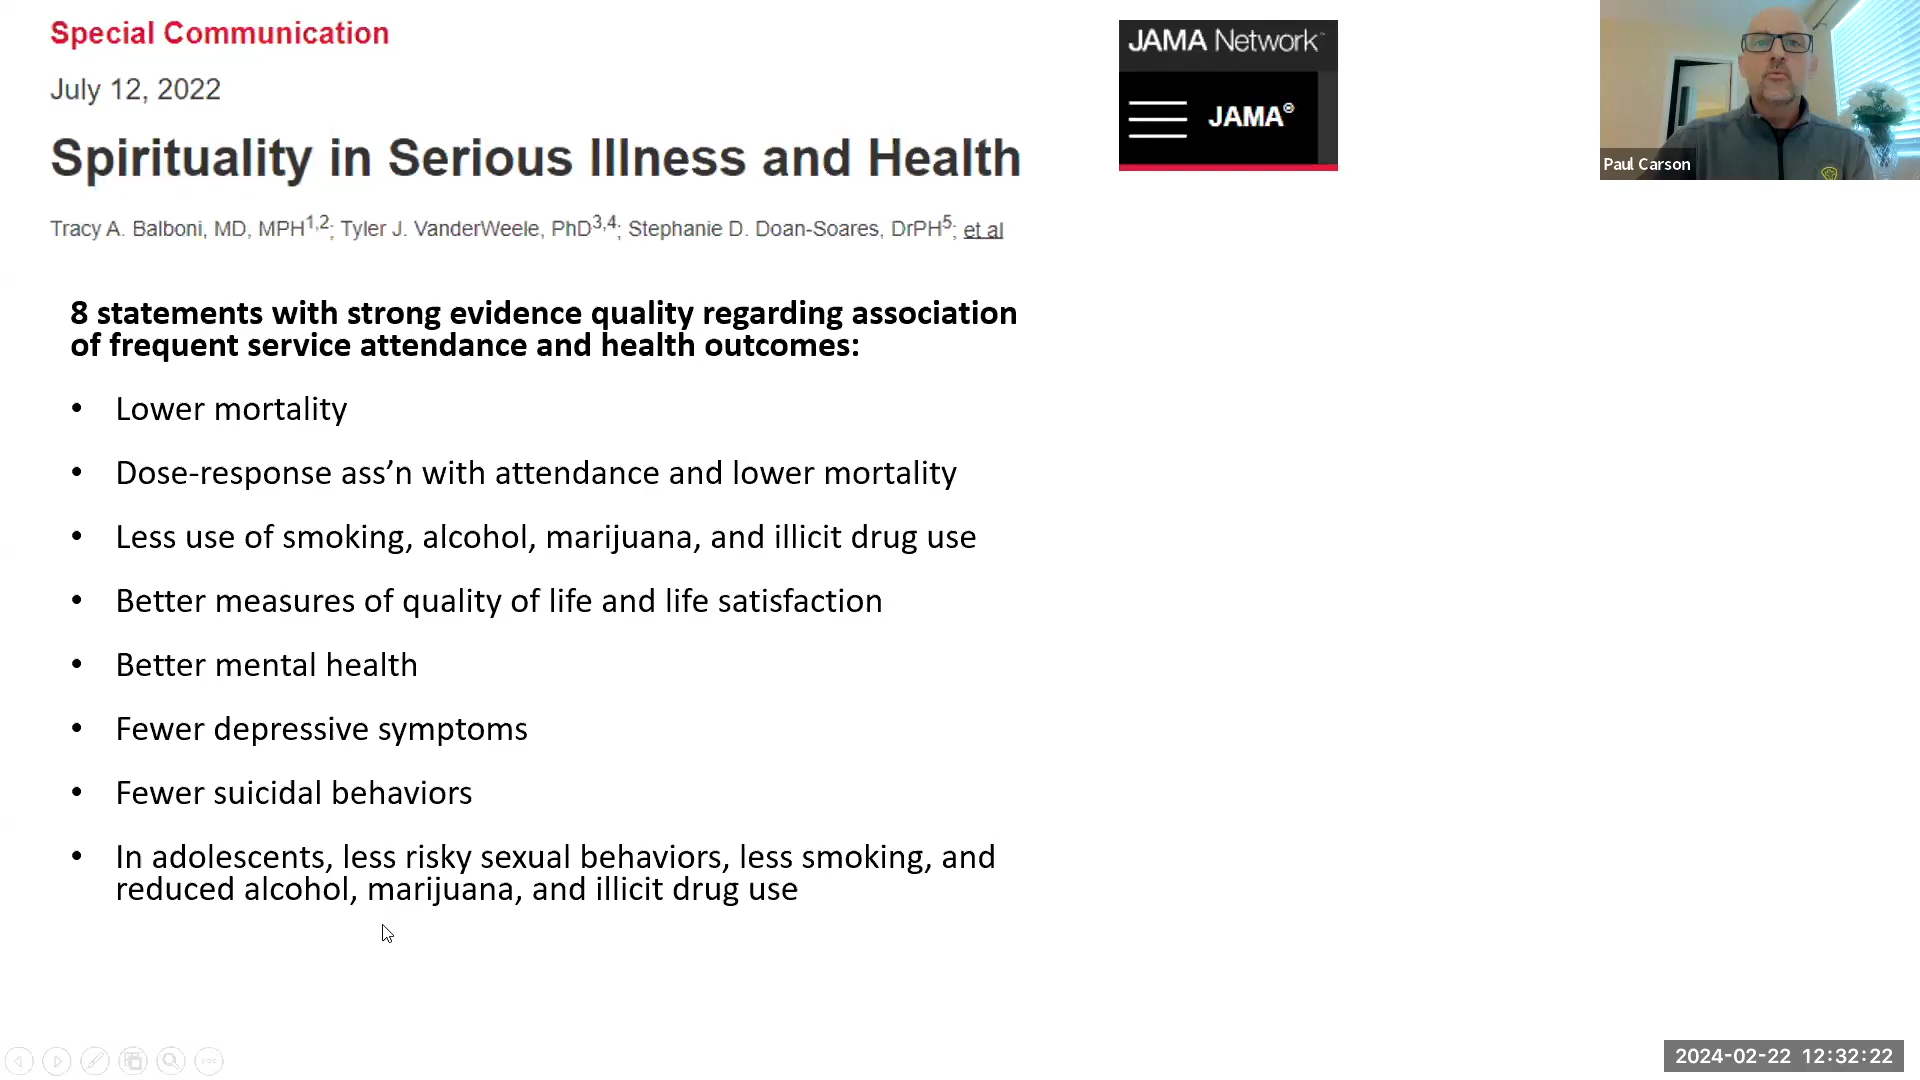 Special Communication
July 12, 2022
Spirituality in Serious Illness and Health
Tracy A. Balboni, MD, MPH1,2; Tyler J. VanderWeele, PhD3,4; Stephanie D. Doan-Soares, DrPH5; et al
JAMA Network™
JAMA®
Paul Carson
8 statements with strong evidence quality regarding association
of frequent service attendance and health outcomes:
• Lower mortality
• Dose-response ass’n with attendance and lower mortality
• Less use of smoking, alcohol, marijuana, and illicit drug use
• Better measures of quality of life and life satisfaction
• Better mental health
• Fewer depressive symptoms
• Fewer suicidal behaviors
• In adolescents, less risky sexual behaviors, less smoking, and
reduced alcohol, marijuana, and illicit drug use
2024-02-22 12:32:22